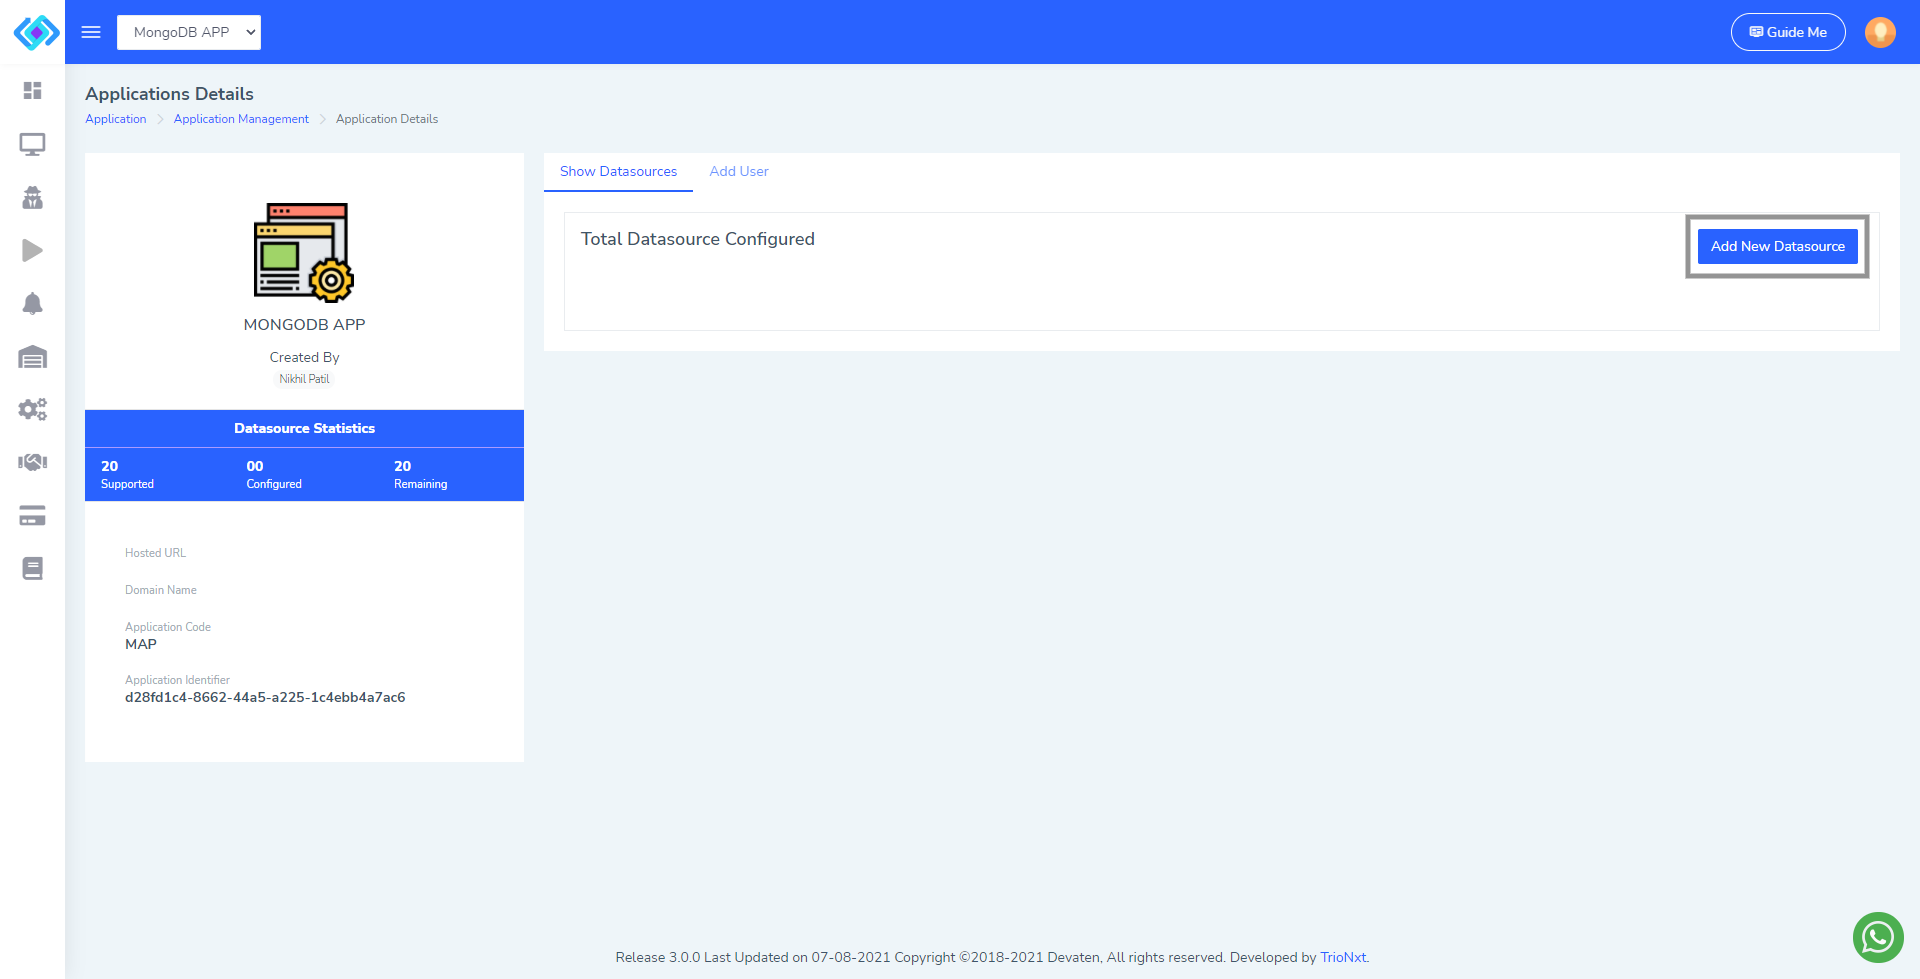 MongoDB APP
Guide Me
Applications Details
Application
Application Management
Application Details
MONGODB APP
Created By
Nikhil Patil
Datasource Statistics
20 00 20
Supported Configured Remaining
Hosted URL
Domain Name
Application Code
MAP
Application Identifier
d28fd1c4-8662-44a5-a225-1c4ebb4a7ac6
Show Datasources Add User
Total Datasource Configured
Add New Datasource
Release 3.0.0 Last Updated on 07-08-2021 Copyright ©2018-2021 Devaten, All rights reserved. Developed by TrioNxt.